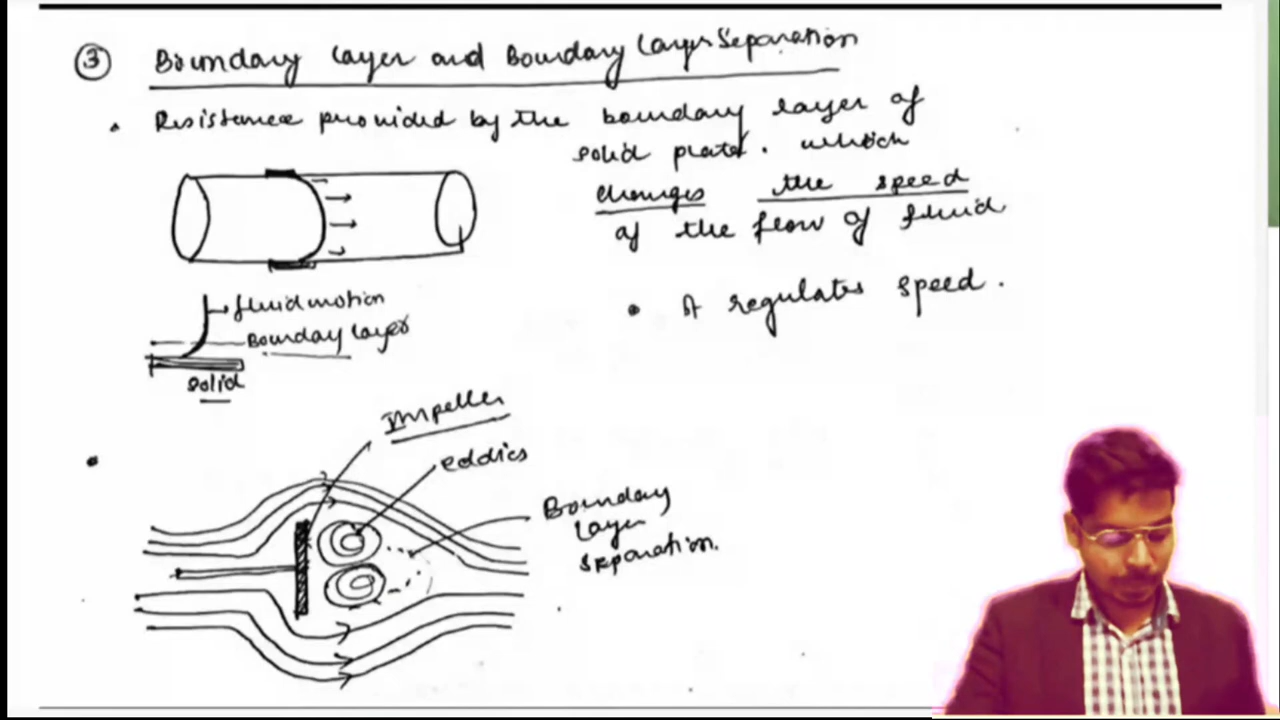 ③ Boundary layer and Boundary Layer Separation
• Resistance provided by the boundary layer of
solid plate. which
changes the speed
of the flow of fluid
• It regulates speed.
fluid motion
Boundary layer
solid
Impeller
eddies
Boundary
layer
separation.